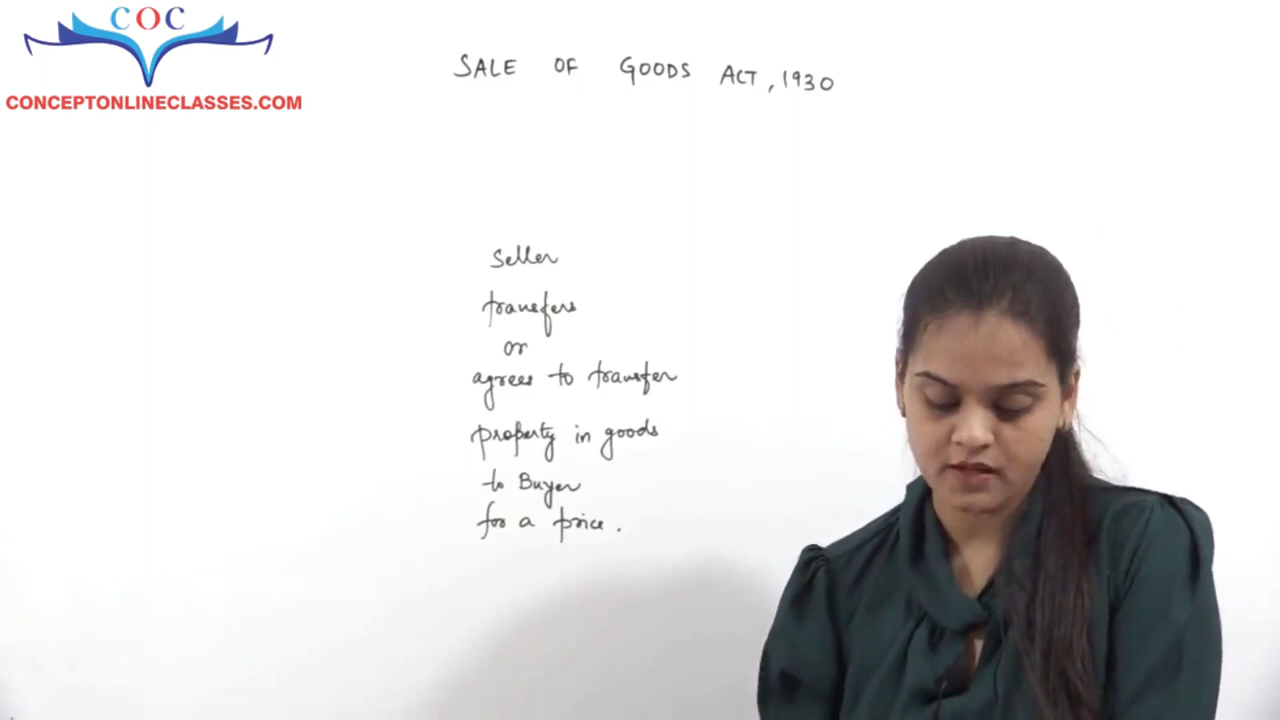 COC
CONCEPTONLINECLASSES.COM
SALE OF GOODS ACT, 1930
Seller
transfers
or
agrees to transfer
property in goods
to Buyer
for a price.